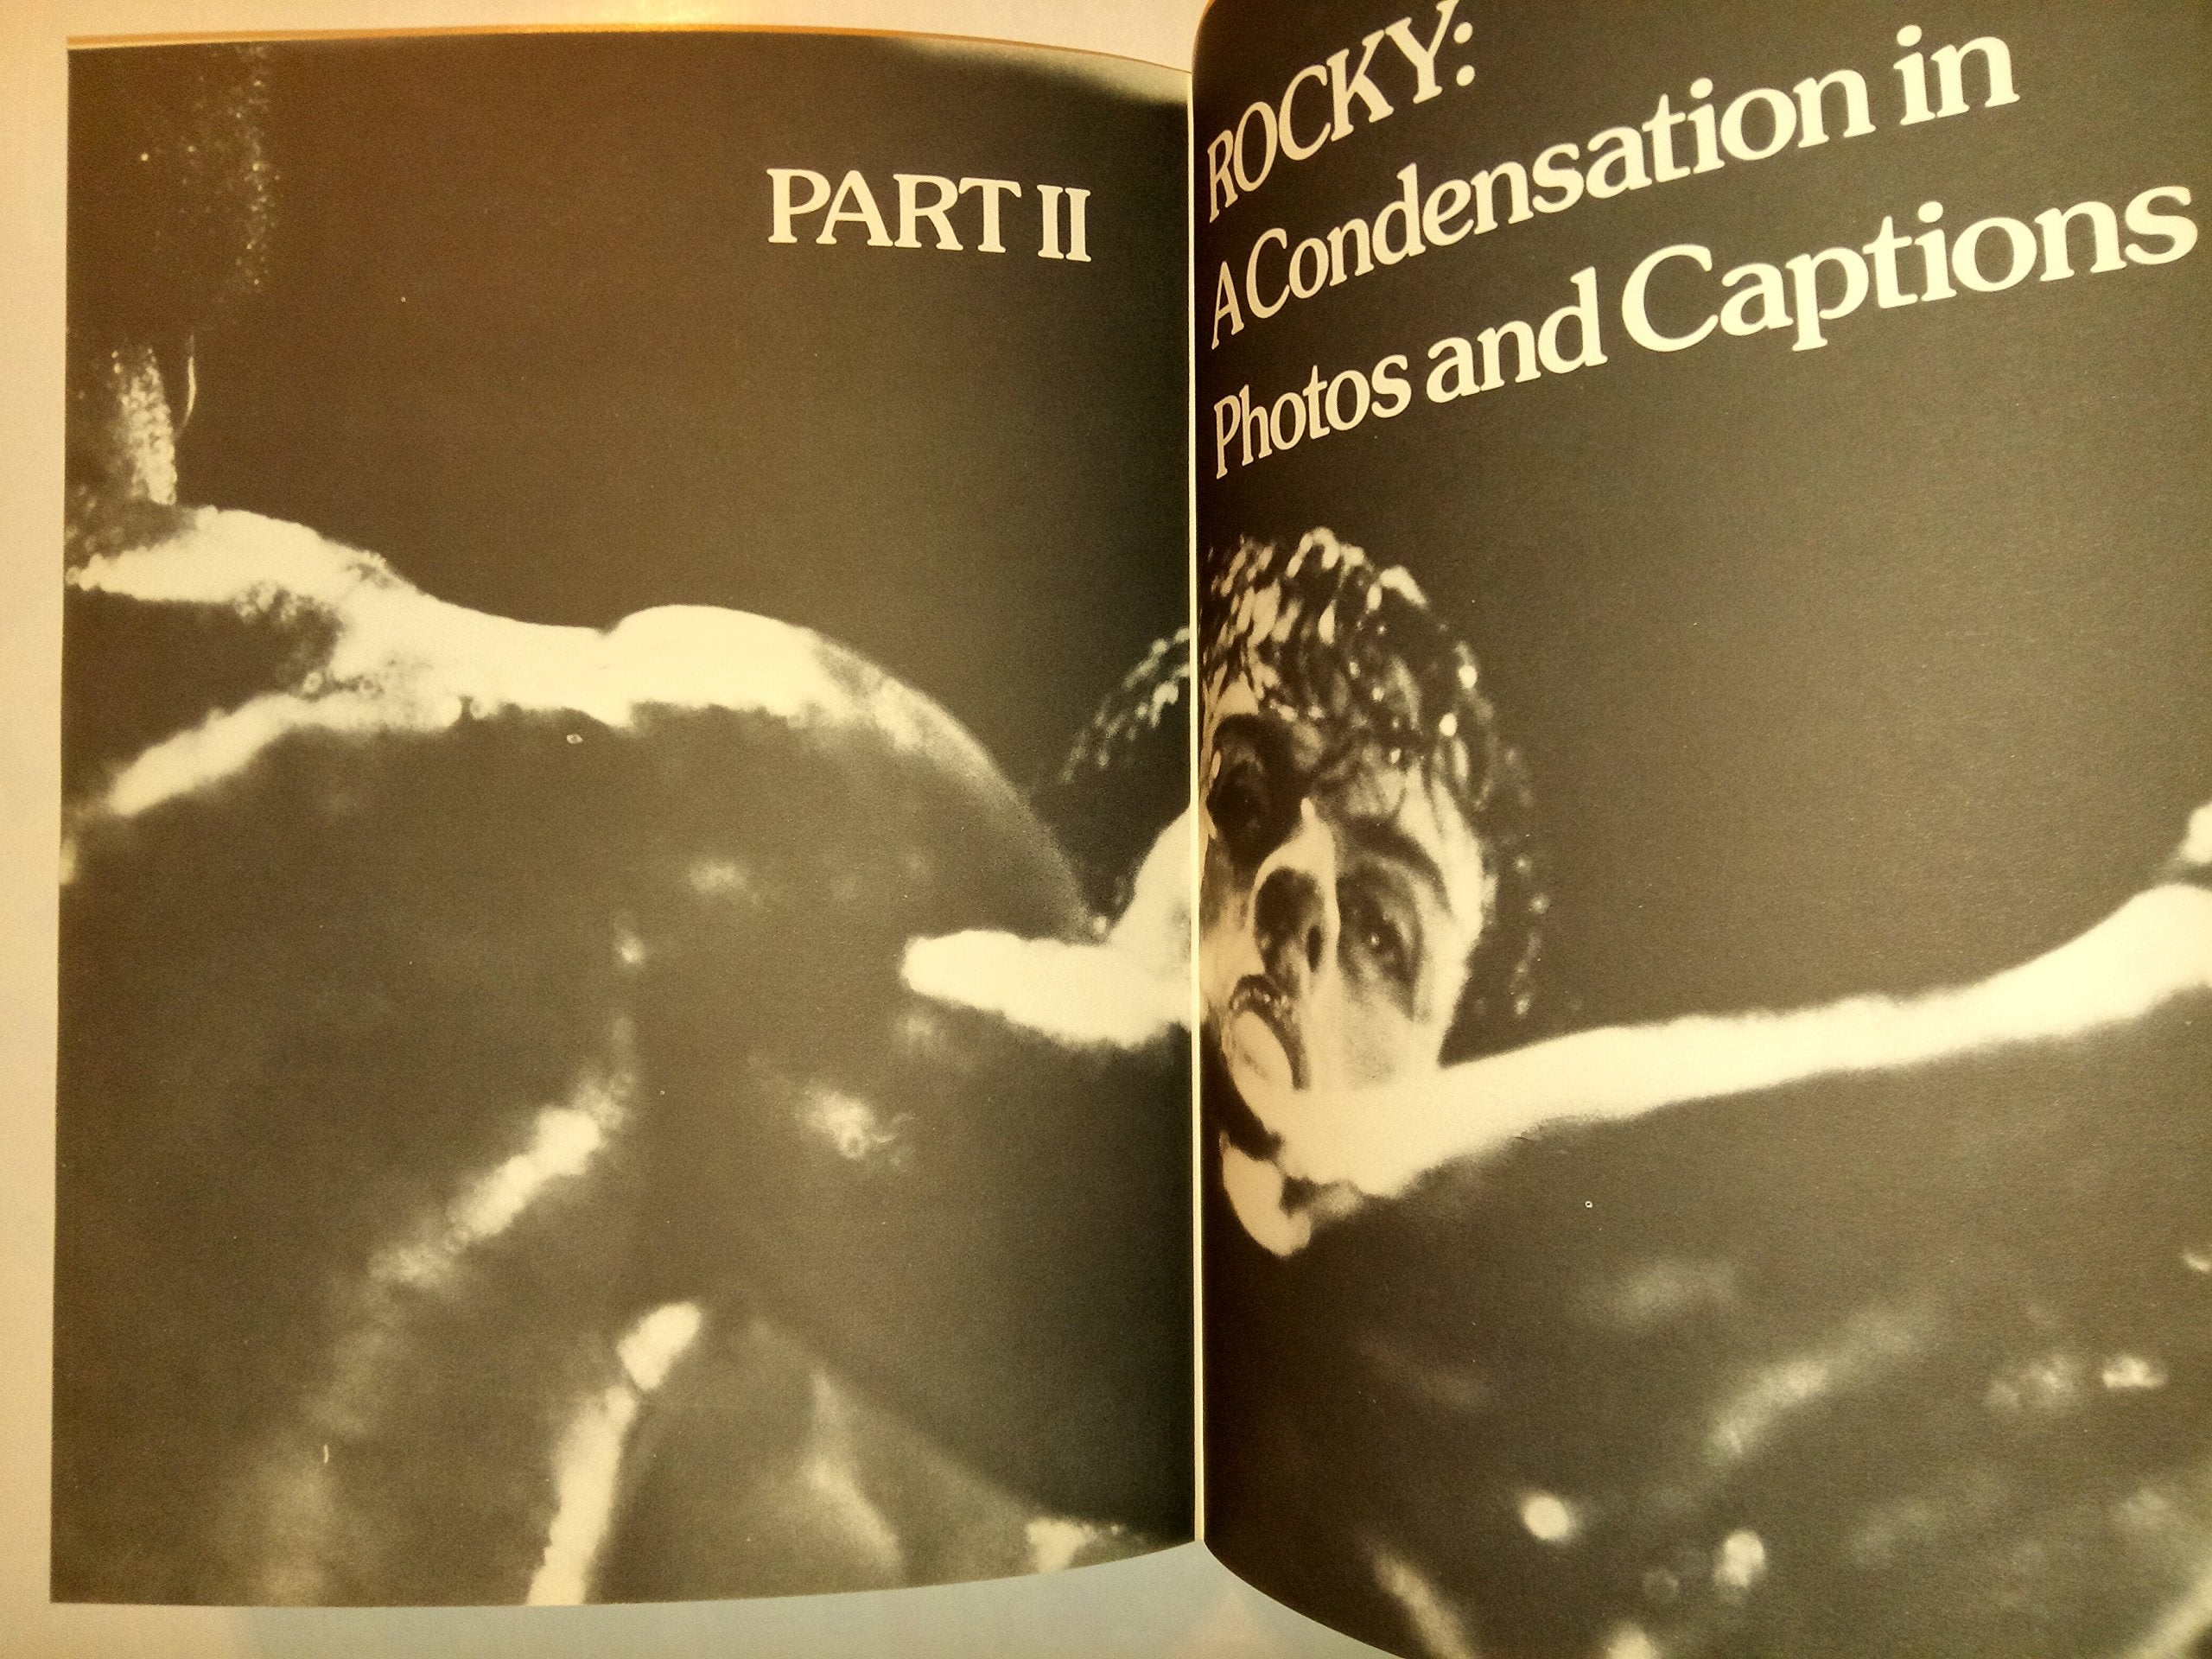 PART II
ROCKY:
A Condensation in
Photos and Captions